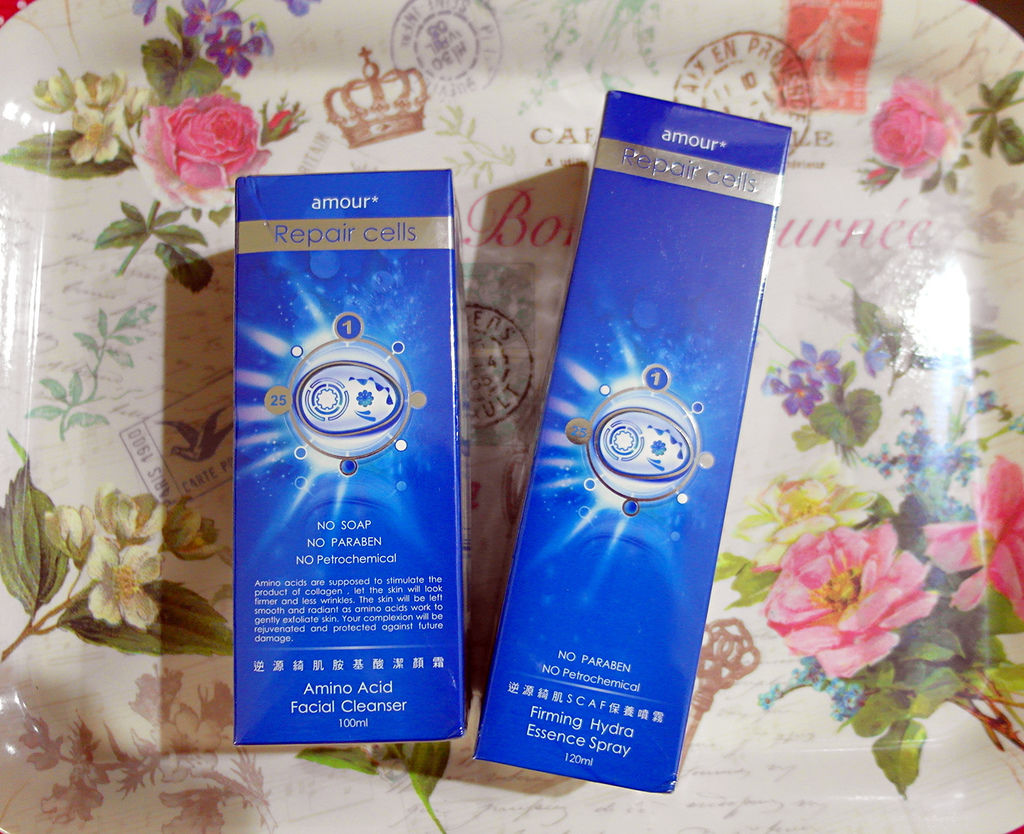 amour*
Repair cells
1
25
NO SOAP
NO PARABEN
NO Petrochemical
Amino acids are supposed to stimulate the
product of collagen , let the skin will look
firmer and less wrinkles. The skin will be left
smooth and radiant as amino acids work to
gently exfoliate skin. Your complexion will be
rejuvenated and protected against future
damage.
逆源綺肌胺基酸潔顏霜
Amino Acid
Facial Cleanser
100ml
amour*
Repair cells
1
25
NO PARABEN
NO Petrochemical
逆源綺肌SCAF保養噴霧
Firming Hydra
Essence Spray
120ml
AIX EN PROVENCE
urnée
PARIS 1900